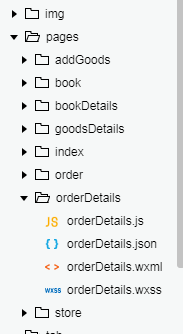 img
pages
addGoods
book
bookDetails
goodsDetails
index
order
orderDetails
JS orderDetails.js
{ } orderDetails.json
< > orderDetails.wxml
wxss orderDetails.wxss
store